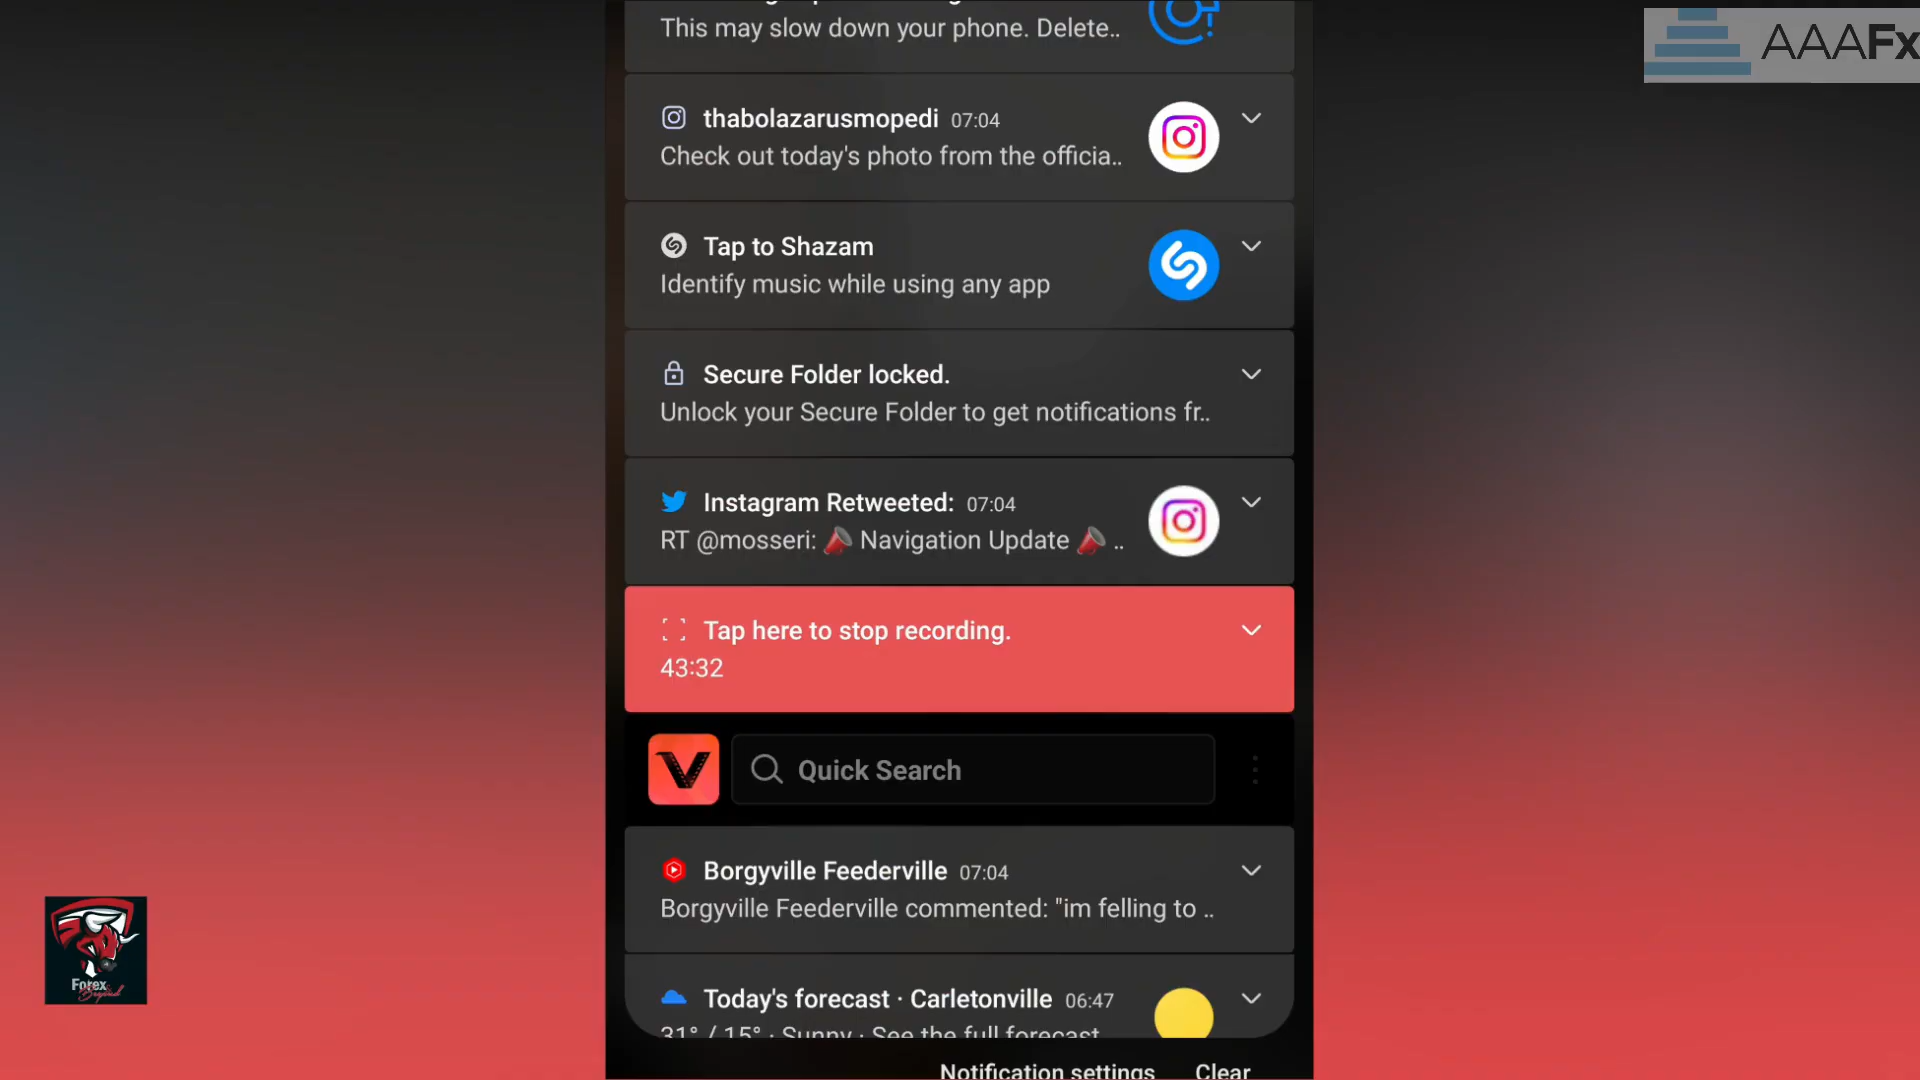 This may slow down your phone. Delete..
AAAFx
thabolazarusmopedi 07:04
Check out today's photo from the officia..
Tap to Shazam
Identify music while using any app
Secure Folder locked.
Unlock your Secure Folder to get notifications fr..
Instagram Retweeted: 07:04
RT @mosseri: 📣 Navigation Update 📣 ..
Tap here to stop recording.
43:32
V
Quick Search
Borgyville Feederville 07:04
Borgyville Feederville commented: "im felling to ..
Today's forecast · Carletonville 06:47
31° / 15° · Sunny · See the full forecast
Forex
Beyond
Notification settings Clear